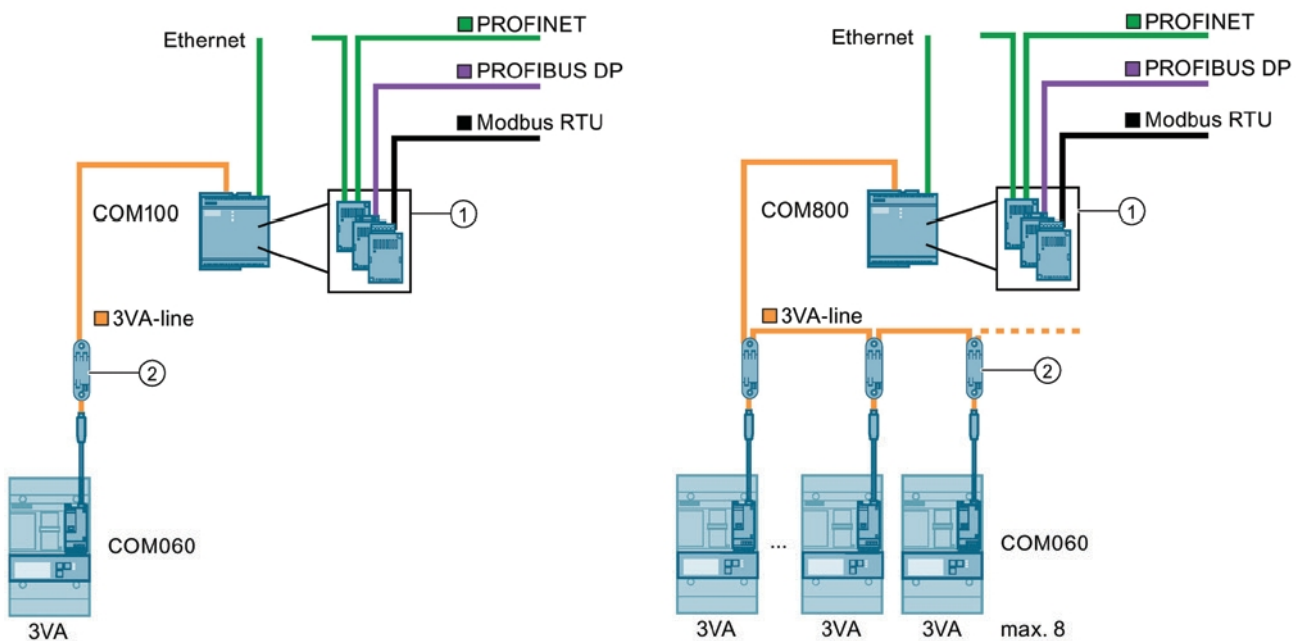 Ethernet
PROFINET
PROFIBUS DP
Modbus RTU
COM100
1
3VA-line
2
COM060
3VA
Ethernet
PROFINET
PROFIBUS DP
Modbus RTU
COM800
1
3VA-line
2
...
COM060
3VA 3VA 3VA max. 8